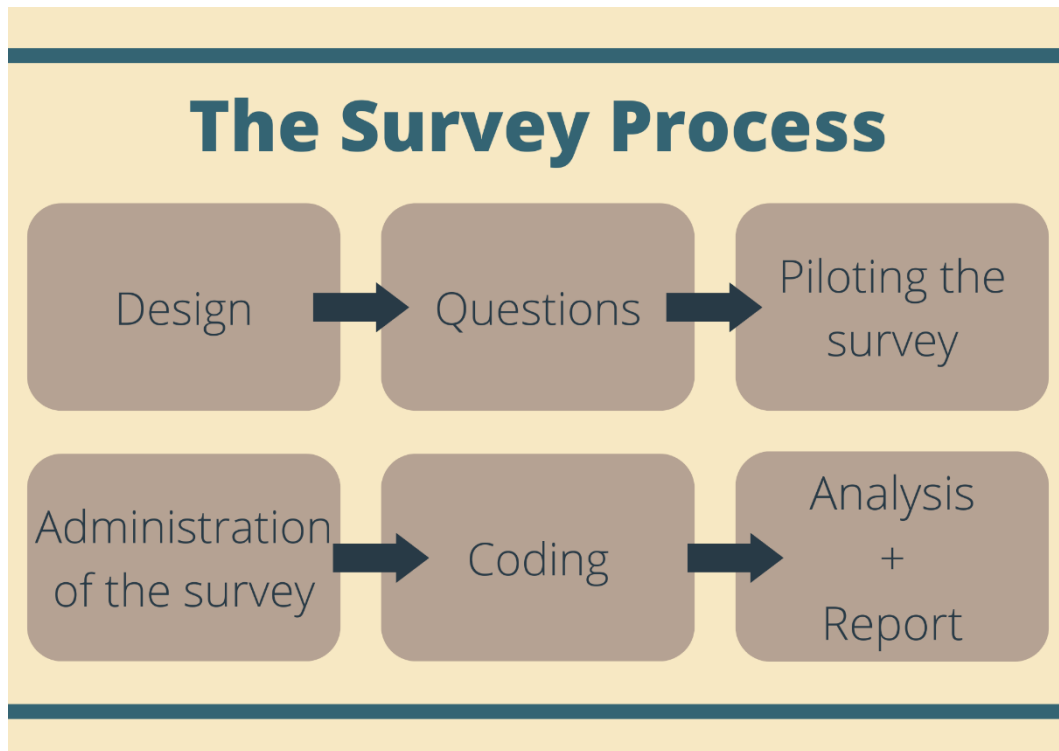 The Survey Process
Design
Questions
Piloting the
survey
Administration
of the survey
Coding
Analysis
+
Report